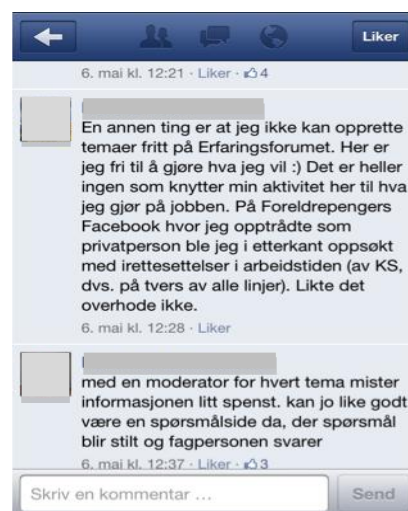 Liker
6. mai kl. 12:21 · Liker · 4
En annen ting er at jeg ikke kan opprette
temaer fritt på Erfaringsforumet. Her er
jeg fri til å gjøre hva jeg vil :) Det er heller
ingen som knytter min aktivitet her til hva
jeg gjør på jobben. På Foreldrepengers
Facebook hvor jeg opptrådte som
privatperson ble jeg i etterkant oppsøkt
med irettesettelser i arbeidstiden (av KS,
dvs. på tvers av alle linjer). Likte det
overhode ikke.
6. mai kl. 12:28 · Liker
med en moderator for hvert tema mister
informasjonen litt spenst. kan jo like godt
være en spørsmålside da, der spørsmål
blir stilt og fagpersonen svarer
6. mai kl. 12:37 · Liker · 3
Skriv en kommentar ...
Send